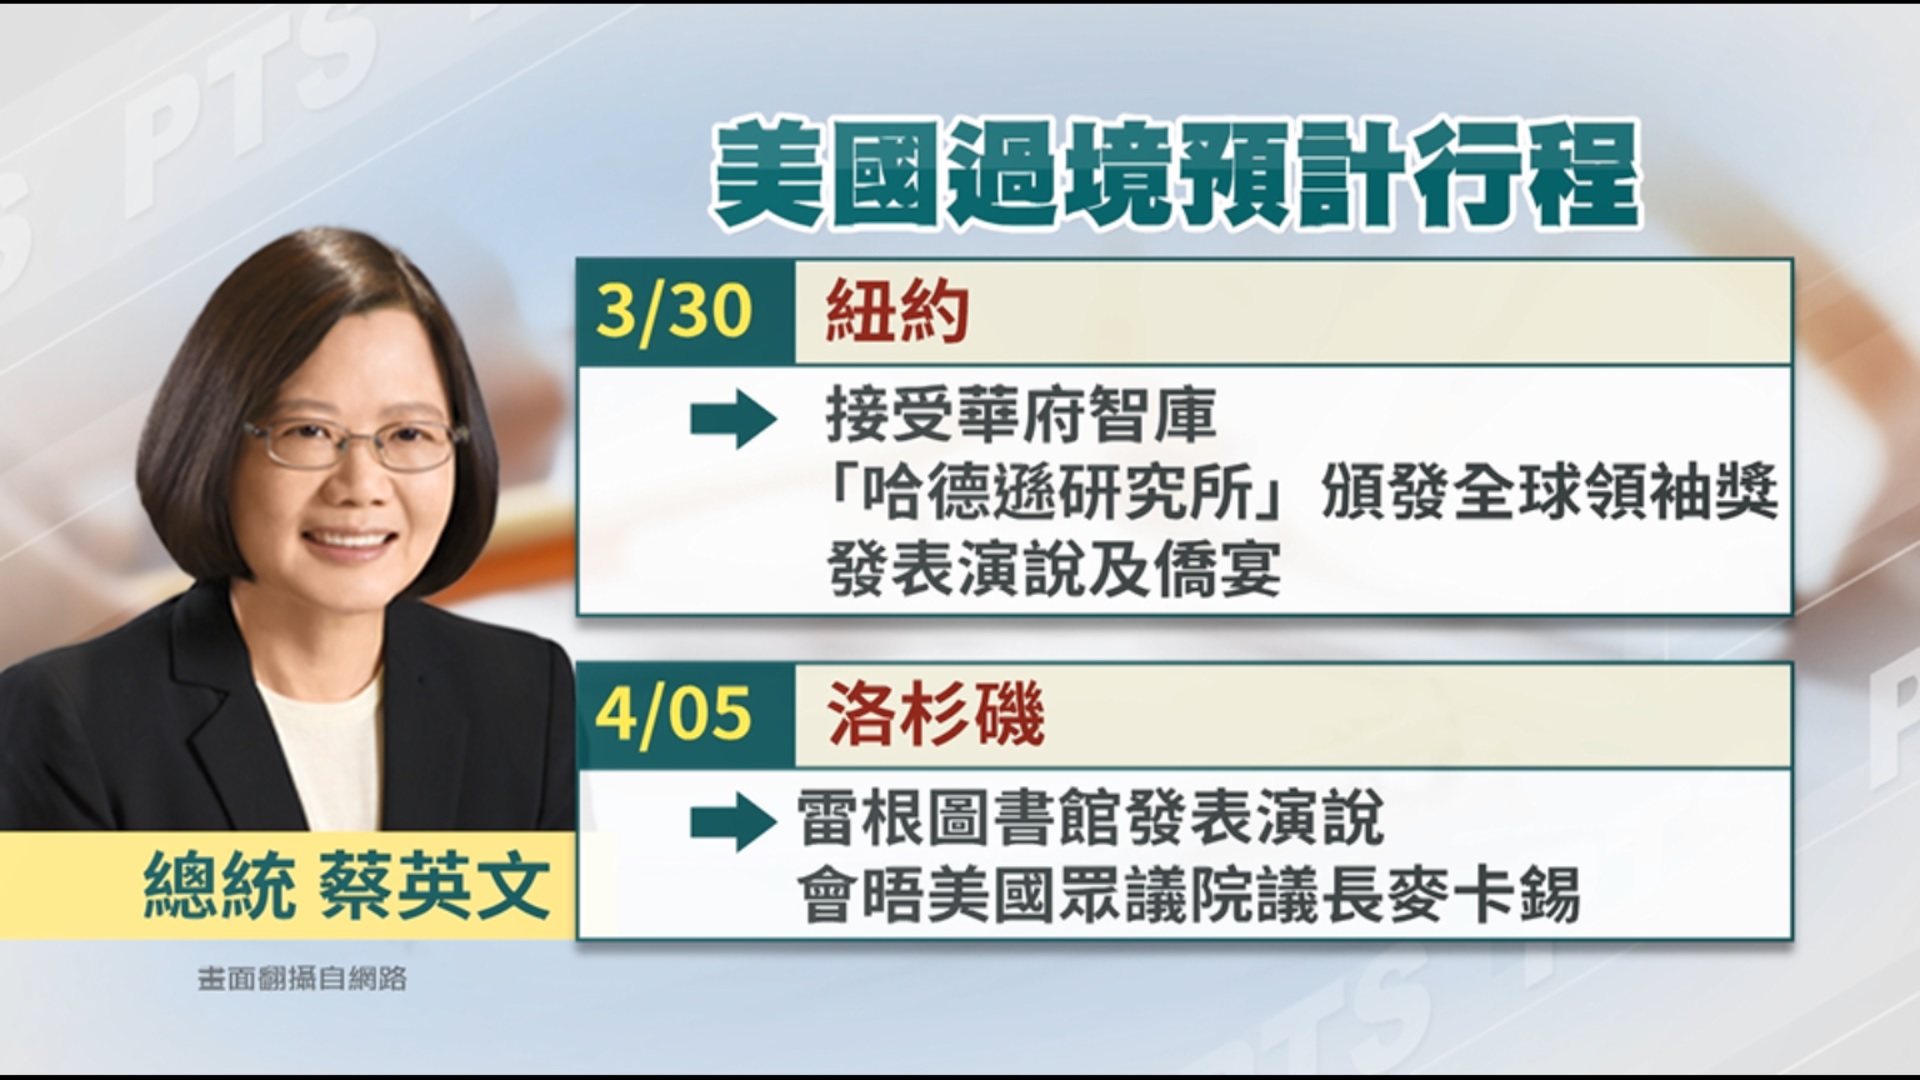 美國過境預計行程
3/30 紐約
接受華府智庫
「哈德遜研究所」頒發全球領袖獎
發表演說及僑宴
4/05 洛杉磯
雷根圖書館發表演說
會晤美國眾議院議長麥卡錫
總統 蔡英文
畫面翻攝自網路
PTS
PTS